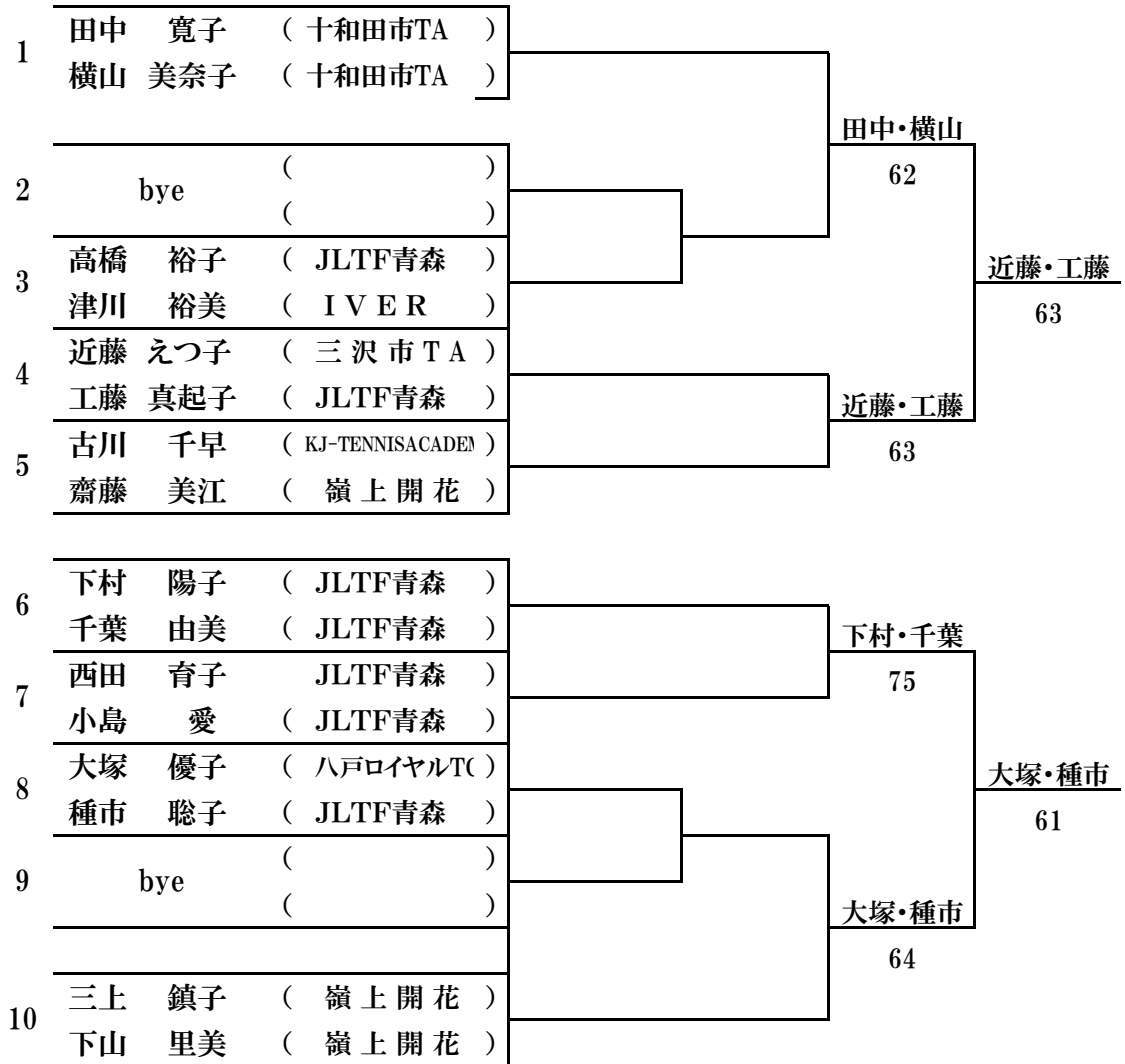 1
田中 寛子 ( 十和田市TA )
横山 美奈子 ( 十和田市TA )
田中・横山
62
2
bye
( )
( )
3
高橋 裕子 ( JLTF青森 )
津川 裕美 ( I V E R )
近藤・工藤
63
4
近藤 えつ子 ( 三 沢 市 T A )
工藤 真起子 ( JLTF青森 )
近藤・工藤
63
5
古川 千早 ( KJ-TENNISACADEM )
齋藤 美江 ( 嶺 上 開 花 )
6
下村 陽子 ( JLTF青森 )
千葉 由美 ( JLTF青森 )
下村・千葉
75
7
西田 育子 JLTF青森 )
小島 愛 ( JLTF青森 )
8
大塚 優子 ( 八戸ロイヤルTC )
種市 聡子 ( JLTF青森 )
大塚・種市
61
9
bye
( )
( )
大塚・種市
64
10
三上 鎮子 ( 嶺 上 開 花 )
下山 里美 ( 嶺 上 開 花 )